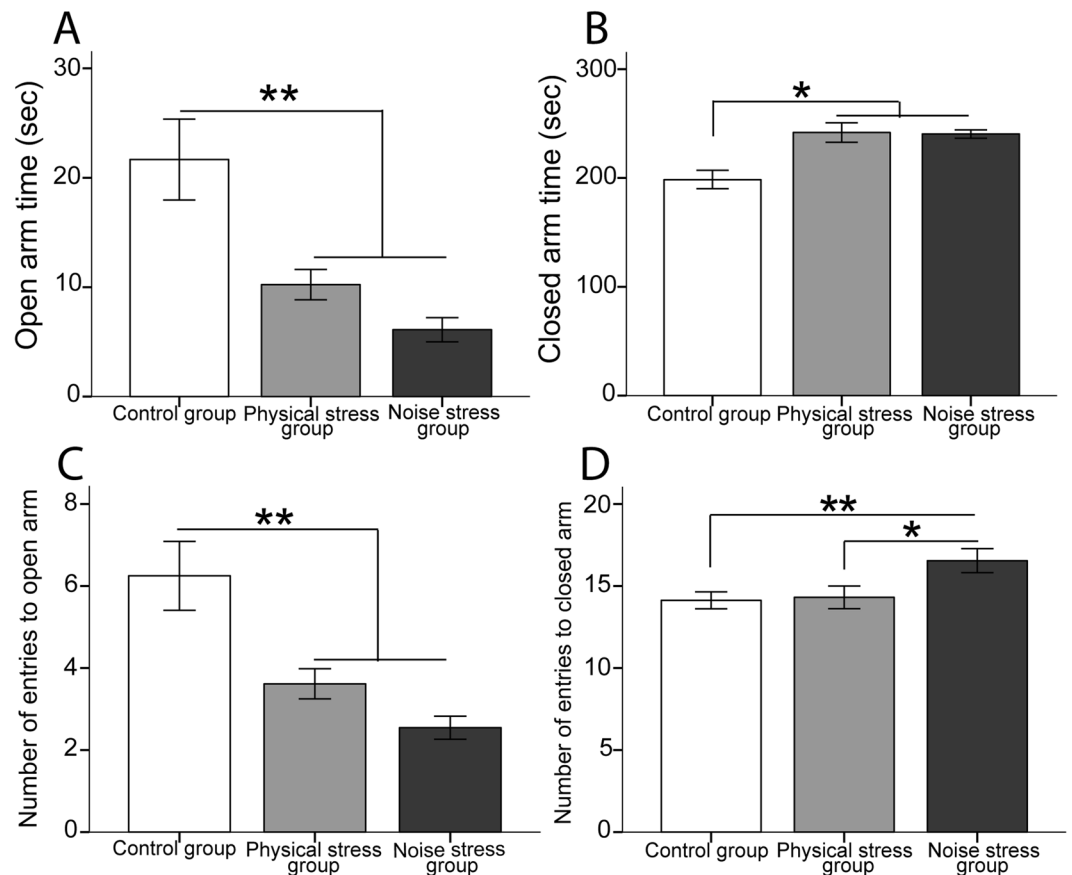 A
Open arm time (sec)
30
20
10
0
**
Control group
Physical stress
group
Noise stress
group
B
Closed arm time (sec)
300
200
100
0
*
Control group
Physical stress
group
Noise stress
group
C
Number of entries to open arm
8
6
4
2
0
**
Control group
Physical stress
group
Noise stress
group
D
Number of entries to closed arm
20
15
10
5
0
**
*
Control group
Physical stress
group
Noise stress
group